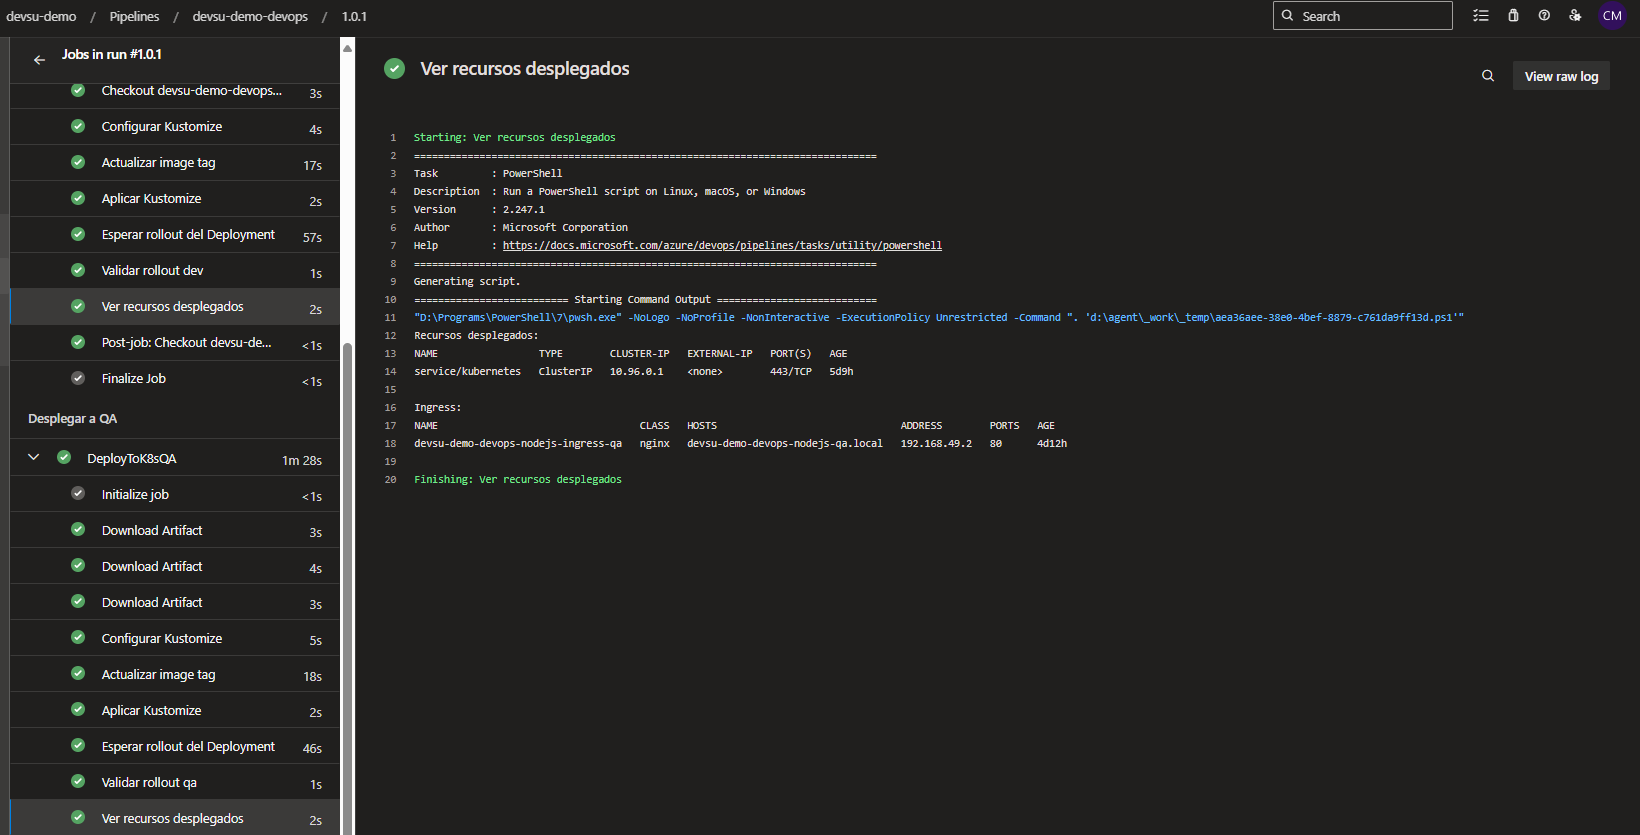 devsu-demo / Pipelines / devsu-demo-devops / 1.0.1
Search
CM
Jobs in run #1.0.1
Checkout devsu-demo-devops... 3s
Configurar Kustomize 4s
Actualizar image tag 17s
Aplicar Kustomize 2s
Esperar rollout del Deployment 57s
Validar rollout dev 1s
Ver recursos desplegados 2s
Post-job: Checkout devsu-de... <1s
Finalize Job <1s
Desplegar a QA
DeployToK8sQA 1m 28s
Initialize job <1s
Download Artifact 3s
Download Artifact 4s
Download Artifact 3s
Configurar Kustomize 5s
Actualizar image tag 18s
Aplicar Kustomize 2s
Esperar rollout del Deployment 46s
Validar rollout qa 1s
Ver recursos desplegados 2s
Ver recursos desplegados
View raw log
1 Starting: Ver recursos desplegados
2 ==============================================================================
3 Task : PowerShell
4 Description : Run a PowerShell script on Linux, macOS, or Windows
5 Version : 2.247.1
6 Author : Microsoft Corporation
7 Help : https://docs.microsoft.com/azure/devops/pipelines/tasks/utility/powershell
8 ==============================================================================
9 Generating script.
10 ========================== Starting Command Output ===========================
11 "D:\Programs\PowerShell\7\pwsh.exe" -NoLogo -NoProfile -NonInteractive -ExecutionPolicy Unrestricted -Command ". 'd:\agent\_work\_temp\aea36aee-38e0-4bef-8879-c761da9ff13d.ps1'"
12 Recursos desplegados:
13 NAME TYPE CLUSTER-IP EXTERNAL-IP PORT(S) AGE
14 service/kubernetes ClusterIP 10.96.0.1 <none> 443/TCP 5d9h
15
16 Ingress:
17 NAME CLASS HOSTS ADDRESS PORTS AGE
18 devsu-demo-devops-nodejs-ingress-qa nginx devsu-demo-devops-nodejs-qa.local 192.168.49.2 80 4d12h
19
20 Finishing: Ver recursos desplegados